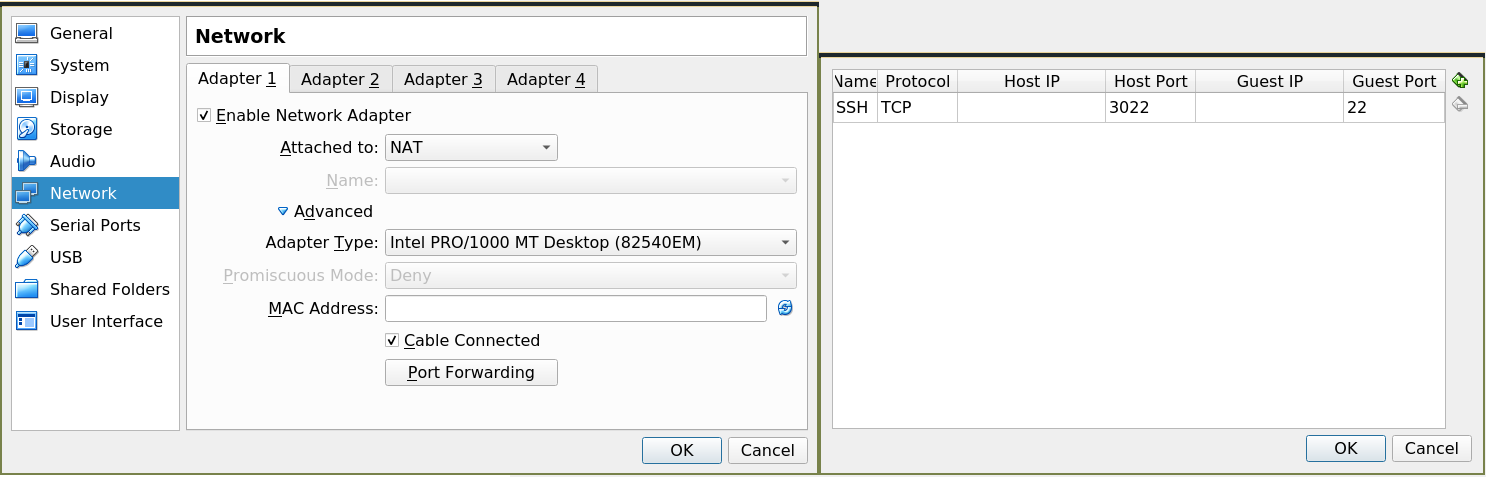 General
System
Display
Storage
Audio
Network
Serial Ports
USB
Shared Folders
User Interface
Network
Adapter 1 Adapter 2 Adapter 3 Adapter 4
Enable Network Adapter
Attached to: NAT
Name:
Advanced
Adapter Type: Intel PRO/1000 MT Desktop (82540EM)
Promiscuous Mode: Deny
MAC Address:
Cable Connected
Port Forwarding
OK Cancel
Name Protocol Host IP Host Port Guest IP Guest Port
SSH TCP 3022 22
OK Cancel